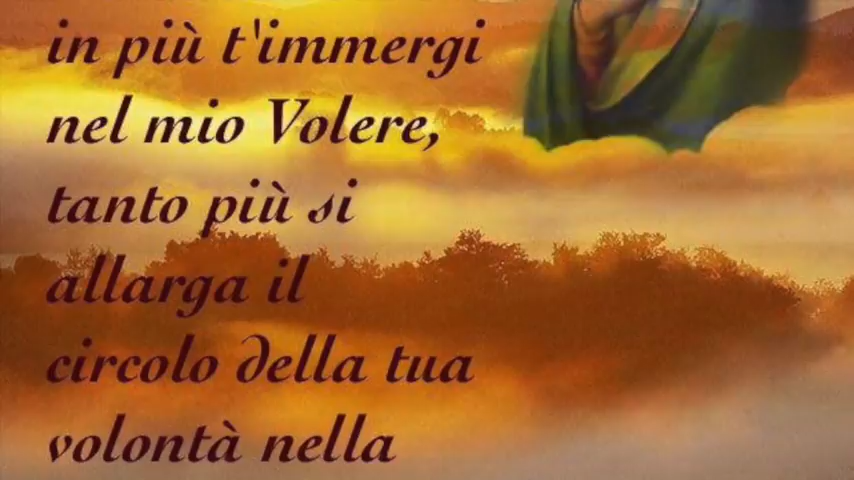 in più t'immergi
nel mio Volere,
tanto più si
allarga il
circolo della tua
volontà nella